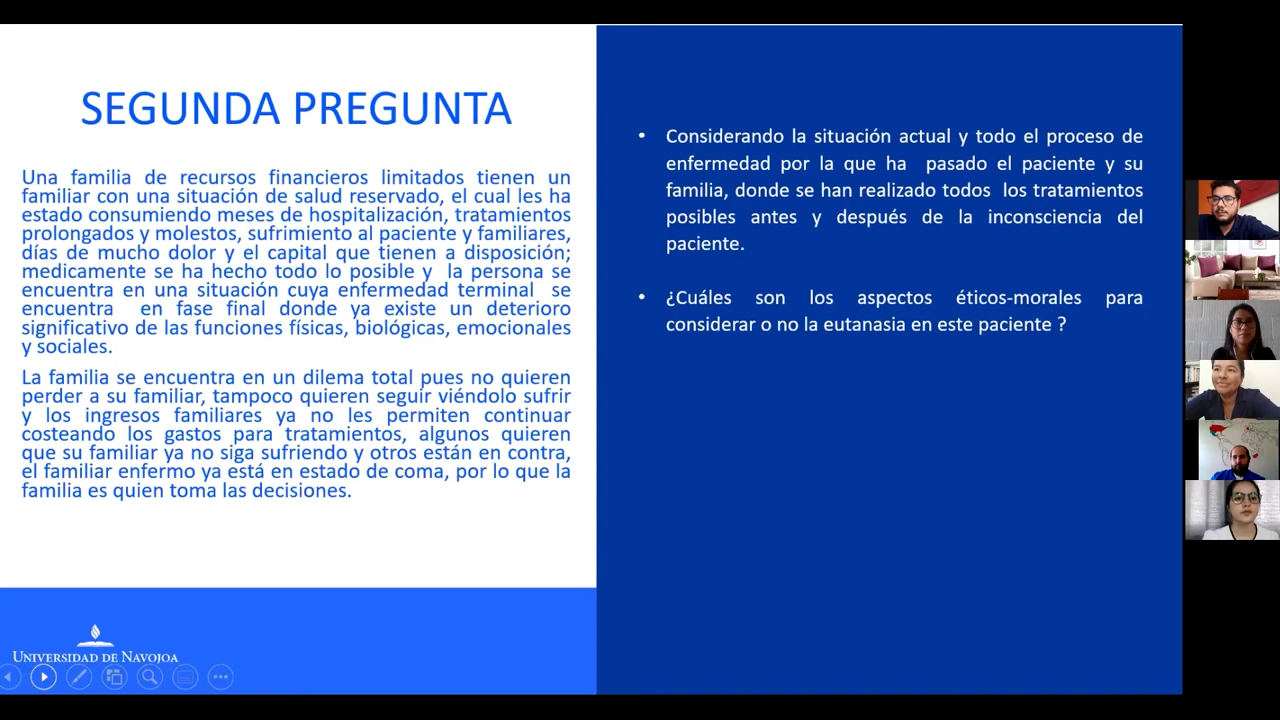 SEGUNDA PREGUNTA
Una familia de recursos financieros limitados tienen un
familiar con una situación de salud reservado, el cual les ha
estado consumiendo meses de hospitalización, tratamientos
prolongados y molestos, sufrimiento al paciente y familiares,
días de mucho dolor y el capital que tienen a disposición;
medicamente se ha hecho todo lo posible y la persona se
encuentra en una situación cuya enfermedad terminal se
encuentra en fase final donde ya existe un deterioro
significativo de las funciones físicas, biológicas, emocionales
y sociales.
La familia se encuentra en un dilema total pues no quieren
perder a su familiar, tampoco quieren seguir viéndolo sufrir
y los ingresos familiares ya no les permiten continuar
costeando los gastos para tratamientos, algunos quieren
que su familiar ya no siga sufriendo y otros están en contra,
el familiar enfermo ya está en estado de coma, por lo que la
familia es quien toma las decisiones.
UNIVERSIDAD DE NAVOJOA
• Considerando la situación actual y todo el proceso de
enfermedad por la que ha pasado el paciente y su
familia, donde se han realizado todos los tratamientos
posibles antes y después de la inconsciencia del
paciente.
• ¿Cuáles son los aspectos éticos-morales para
considerar o no la eutanasia en este paciente ?